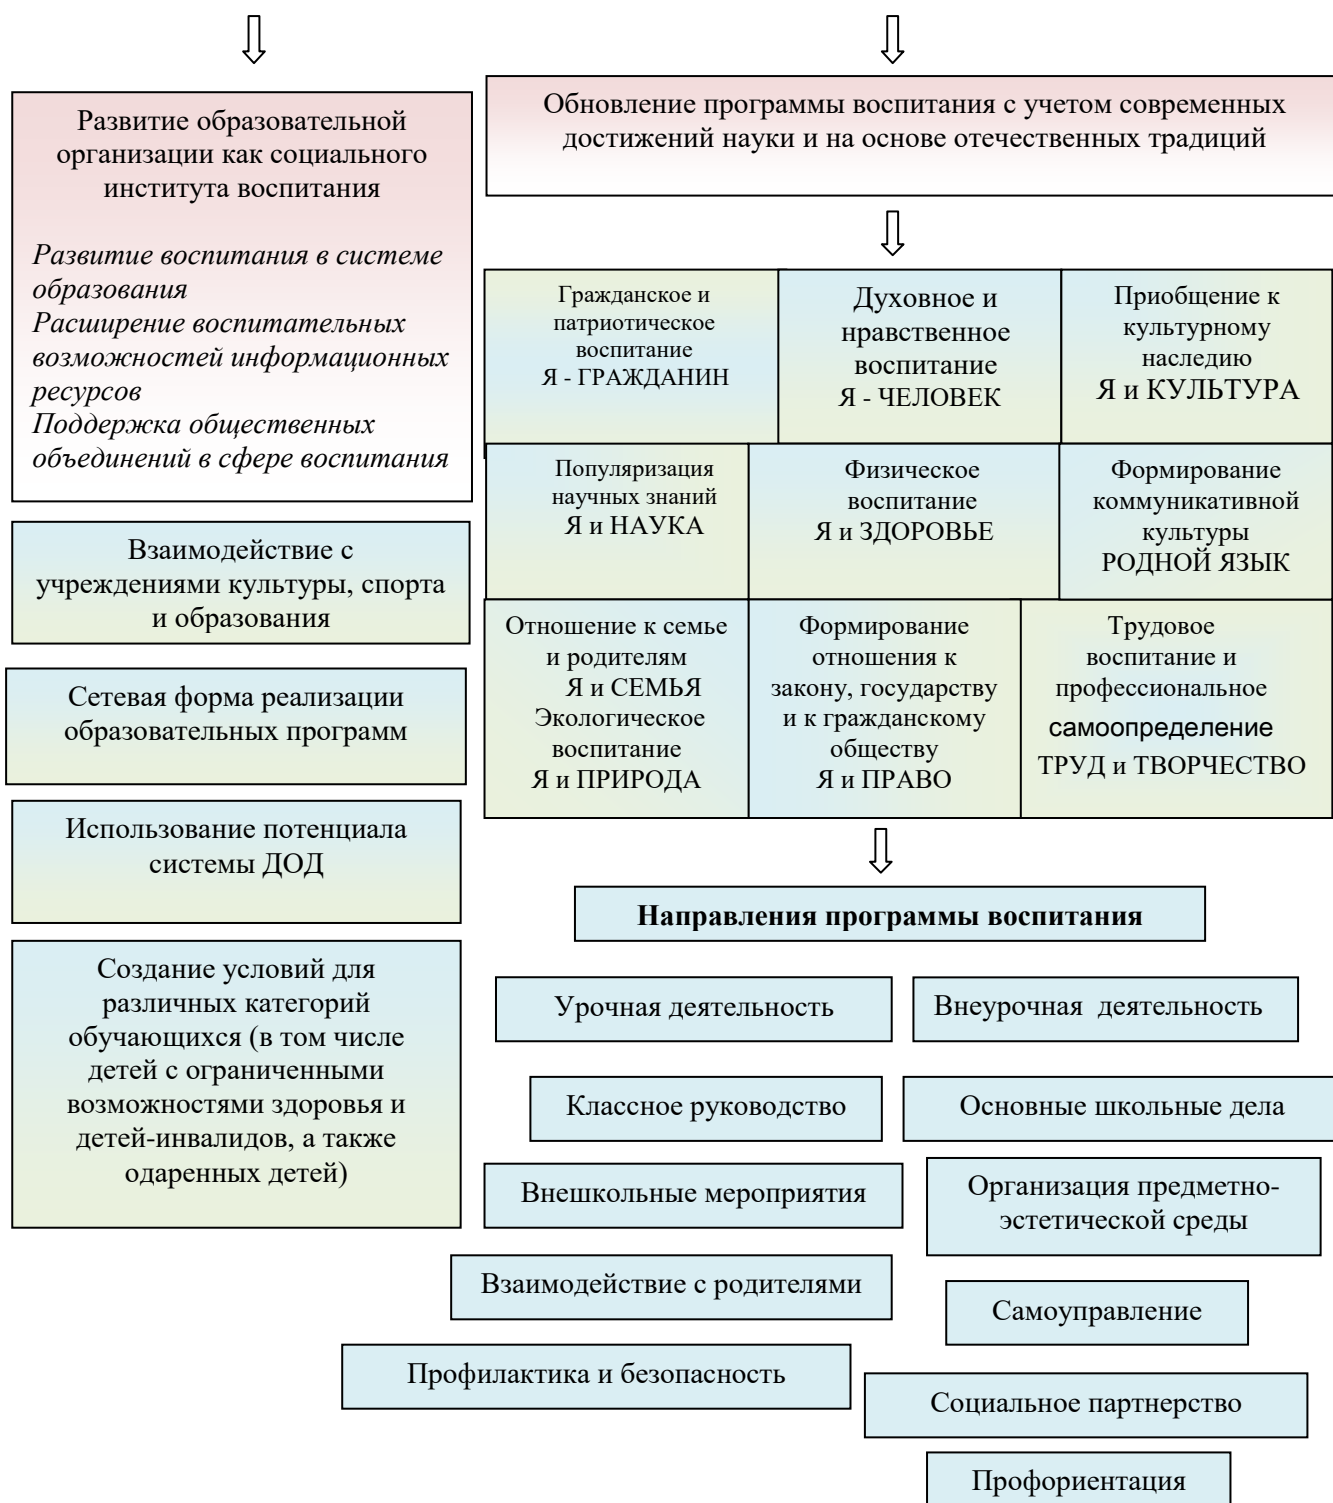 Развитие образовательной
организации как социального
института воспитания
Развитие воспитания в системе
образования
Расширение воспитательных
возможностей информационных
ресурсов
Поддержка общественных
объединений в сфере воспитания
Взаимодействие с
учреждениями культуры, спорта
и образования
Сетевая форма реализации
образовательных программ
Использование потенциала
системы ДОД
Создание условий для
различных категорий
обучающихся (в том числе
детей с ограниченными
возможностями здоровья и
детей-инвалидов, а также
одаренных детей)
Обновление программы воспитания с учетом современных
достижений науки и на основе отечественных традиций
Гражданское и
патриотическое
воспитание
Я - ГРАЖДАНИН
Духовное и
нравственное
воспитание
Я - ЧЕЛОВЕК
Приобщение к
культурному
наследию
Я и КУЛЬТУРА
Популяризация
научных знаний
Я и НАУКА
Физическое
воспитание
Я и ЗДОРОВЬЕ
Формирование
коммуникативной
культуры
РОДНОЙ ЯЗЫК
Отношение к семье
и родителям
Я и СЕМЬЯ
Экологическое
воспитание
Я и ПРИРОДА
Формирование
отношения к
закону, государству
и к гражданскому
обществу
Я и ПРАВО
Трудовое
воспитание и
профессиональное
самоопределение
ТРУД и ТВОРЧЕСТВО
Направления программы воспитания
Урочная деятельность
Внеурочная деятельность
Классное руководство
Основные школьные дела
Внешкольные мероприятия
Организация предметно-
эстетической среды
Взаимодействие с родителями
Самоуправление
Профилактика и безопасность
Социальное партнерство
Профориентация